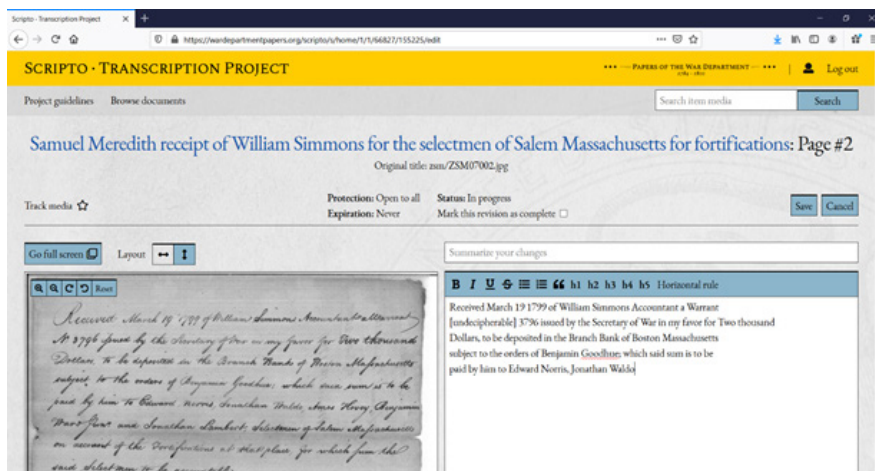 Scripto - Transcription Project
https://wardepartmentpapers.org/scripto/s/home/1/1/66827/155225/edit
SCRIPTO · TRANSCRIPTION PROJECT
PAPERS OF THE WAR DEPARTMENT
1784 - 1800
Logout
Project guidelines Browse documents
Search item media Search
Samuel Meredith receipt of William Simmons for the selectmen of Salem Massachusetts for fortifications: Page #2
Original title: zsm/ZSM07002.jpg
Track media
Protection: Open to all Status: In progress
Expiration: Never Mark this revision as complete
Save Cancel
Go full screen Layout
Summarize your changes
Reset
B I U S h1 h2 h3 h4 h5 Horizontal rule
Received March 19 1799 of William Simmons Accountant a Warrant
No 3796 issued by the Secretary of War in my favor for Two thousand
Dollars, to be deposited in the Branch Bank of Boston Massachusetts
subject to the orders of Benjamin Goodhue; which said sum is to be
paid by him to Edward Norris, Jonathan Waldo, Amos Hovey, Benjamin
Ward Junr and Jonathan Lambert, Selectmen of Salem Massachusetts
on account of the Fortifications at that place, for which sum the
said Selectmen to be accountable
Received March 19 1799 of William Simmons Accountant a Warrant
[undecipherable] 3796 issued by the Secretary of War in my favor for Two thousand
Dollars, to be deposited in the Branch Bank of Boston Massachusetts
subject to the orders of Benjamin Goodhue; which said sum is to be
paid by him to Edward Norris, Jonathan Waldo